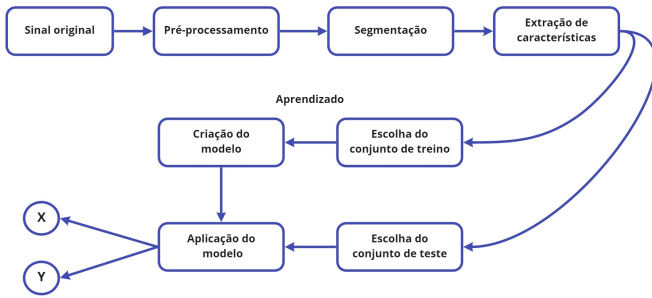 Sinal original
Pré-processamento
Segmentação
Extração de
características
Aprendizado
Criação do
modelo
Escolha do
conjunto de treino
X
Aplicação do
modelo
Escolha do
conjunto de teste
Y